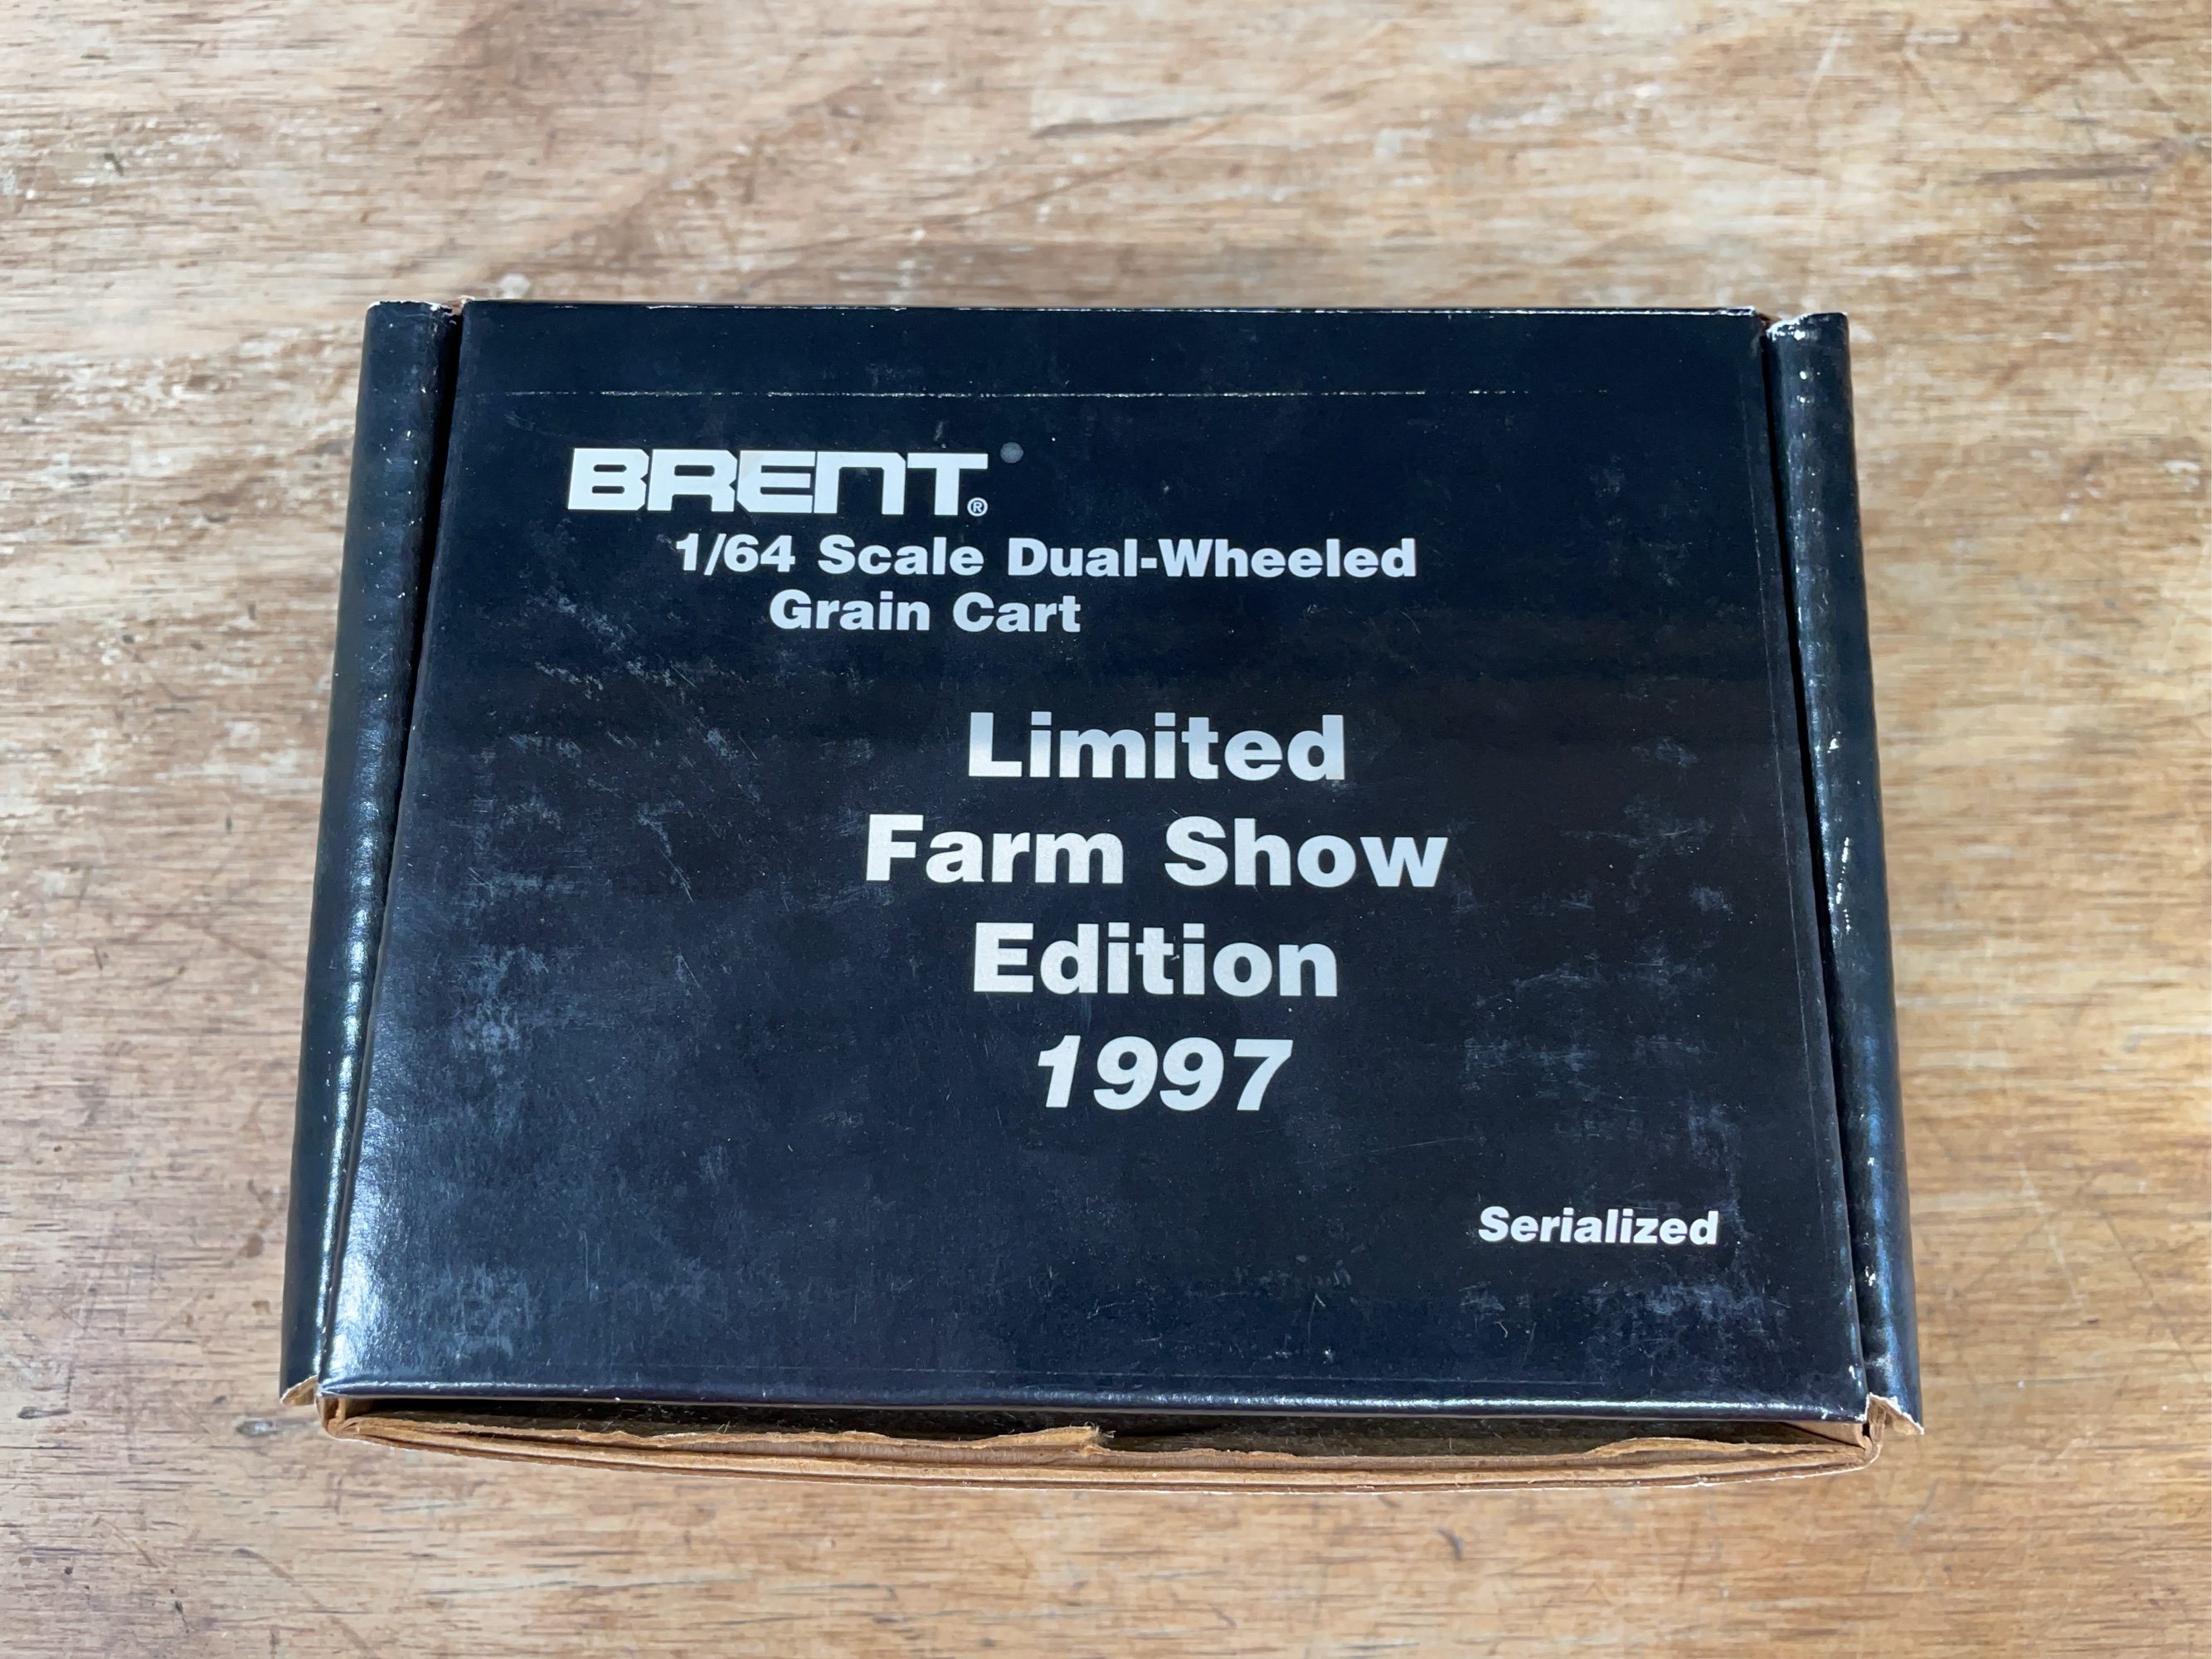 BRENT®
1/64 Scale Dual-Wheeled
Grain Cart
Limited
Farm Show
Edition
1997
Serialized